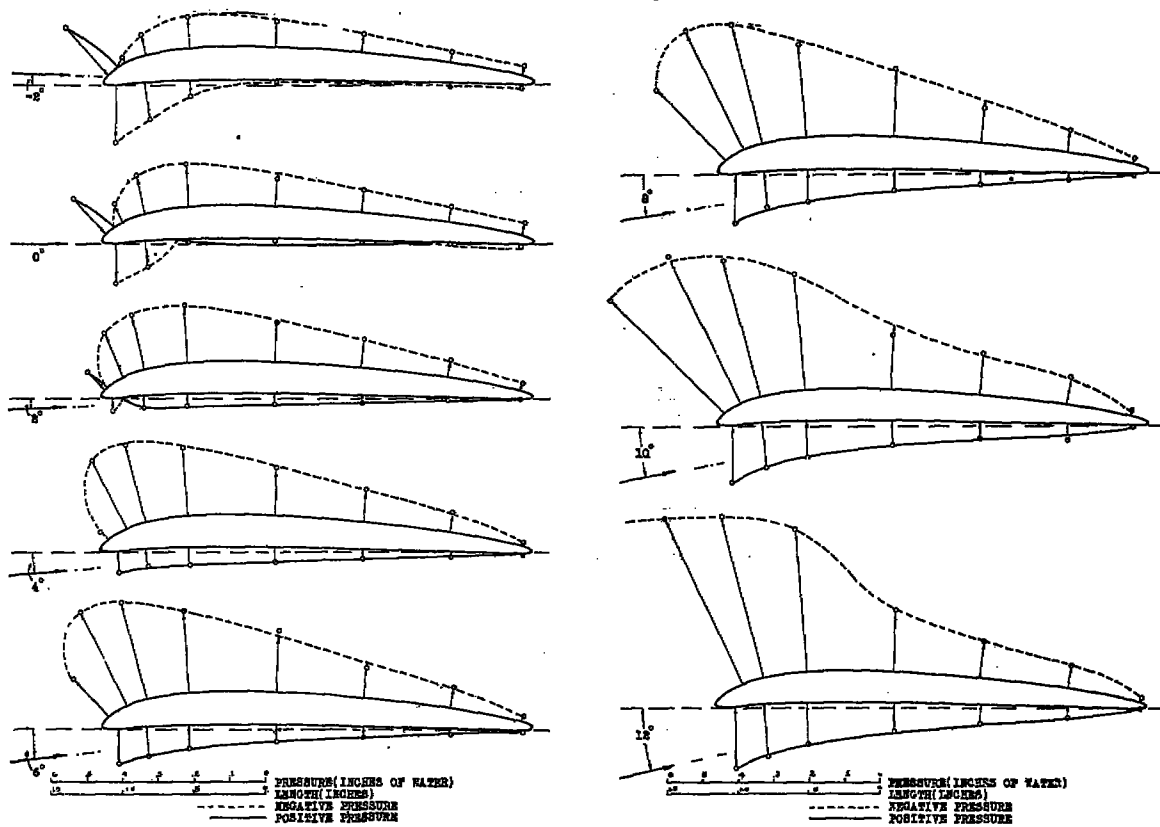 -2°
0°
2°
4°
6°
PRESSURE(INCHES OF WATER)
LENGTH(INCHES)
NEGATIVE PRESSURE
POSITIVE PRESSURE
8°
10°
12°
PRESSURE(INCHES OF WATER)
LENGTH(INCHES)
NEGATIVE PRESSURE
POSITIVE PRESSURE